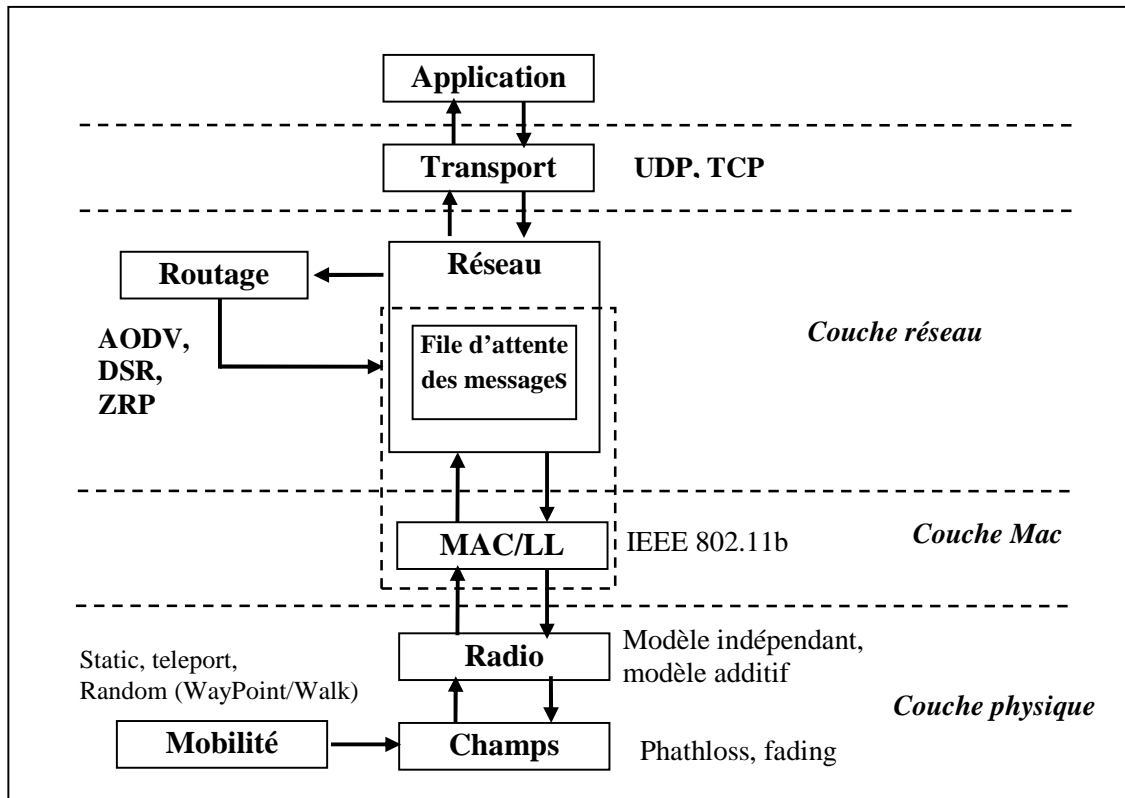 Application
Transport
UDP, TCP
Réseau
Routage
File d'attente
des messages
Couche réseau
AODV,
DSR,
ZRP
MAC/LL
IEEE 802.11b
Couche Mac
Radio
Modèle indépendant,
modèle additif
Static, teleport,
Random (WayPoint/Walk)
Couche physique
Mobilité
Champs
Phathloss, fading